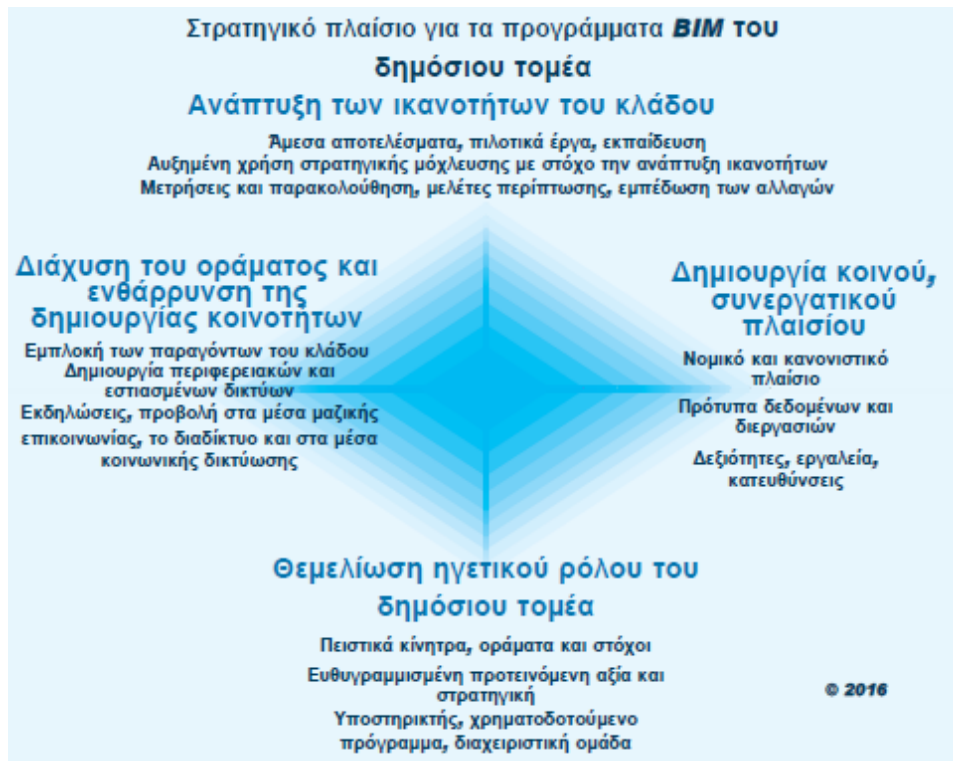 Στρατηγικό πλαίσιο για τα προγράμματα BIM του
δημόσιου τομέα
Ανάπτυξη των ικανοτήτων του κλάδου
Άμεσα αποτελέσματα, πιλοτικά έργα, εκπαίδευση
Αυξημένη χρήση στρατηγικής μόχλευσης με στόχο την ανάπτυξη ικανοτήτων
Μετρήσεις και παρακολούθηση, μελέτες περίπτωσης, εμπέδωση των αλλαγών
Διάχυση του οράματος και
ενθάρρυνση της
δημιουργίας κοινοτήτων
Εμπλοκή των παραγόντων του κλάδου
Δημιουργία περιφερειακών και
εστιασμένων δικτύων
Εκδηλώσεις, προβολή στα μέσα μαζικής
επικοινωνίας, το διαδίκτυο και στα μέσα
κοινωνικής δικτύωσης
Δημιουργία κοινού,
συνεργατικού
πλαισίου
Νομικό και κανονιστικό
πλαίσιο
Πρότυπα δεδομένων και
διεργασιών
Δεξιότητες, εργαλεία,
κατευθύνσεις
Θεμελίωση ηγετικού ρόλου του
δημόσιου τομέα
Πειστικά κίνητρα, οράματα και στόχοι
Ευθυγραμμισμένη προτεινόμενη αξία και
στρατηγική
Υποστηρικτής, χρηματοδοτούμενο
πρόγραμμα, διαχειριστική ομάδα
© 2016